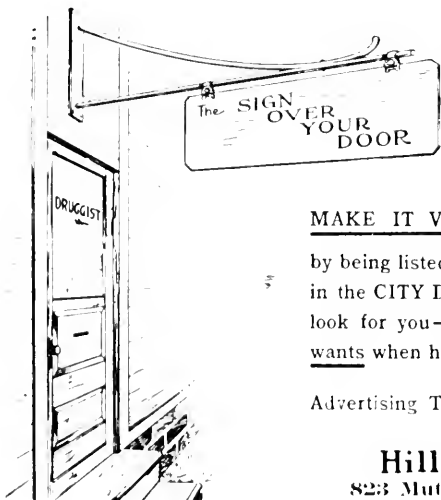 The SIGN
OVER
YOUR
DOOR
DRUGGIST
MAKE IT V
by being listed
in the CITY D
look for you—
wants when h
Advertising T
Hill
823 Mut